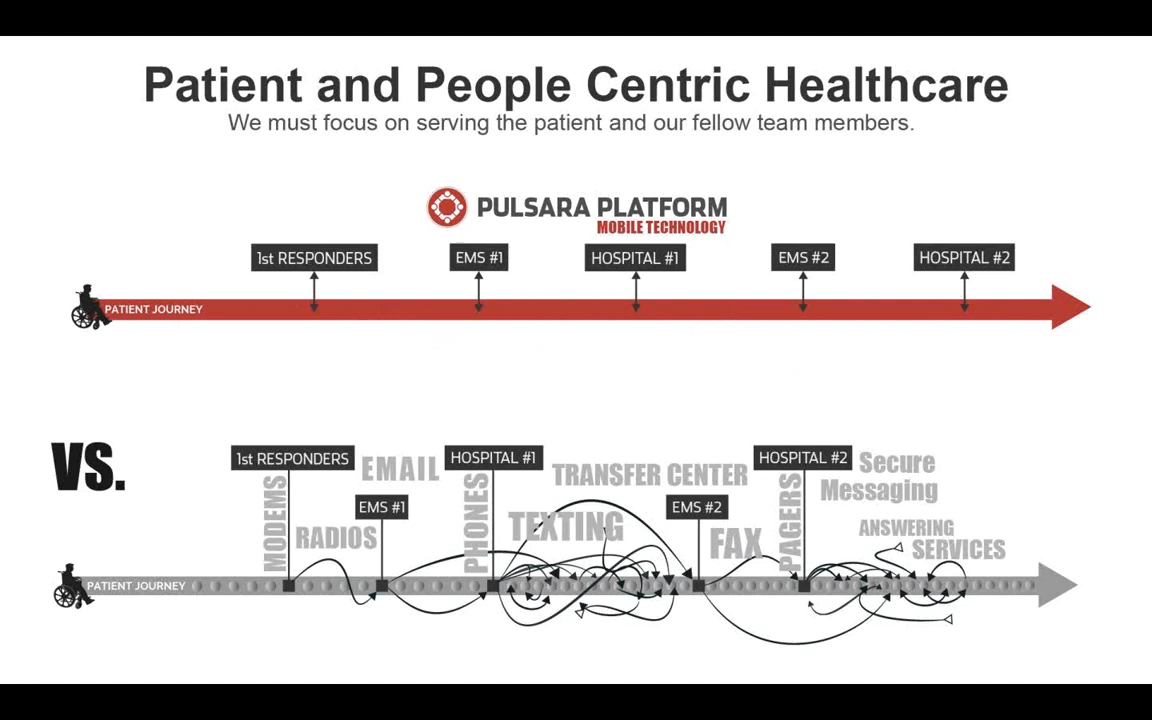 Patient and People Centric Healthcare
We must focus on serving the patient and our fellow team members.
PULSARA PLATFORM
MOBILE TECHNOLOGY
1st RESPONDERS
EMS #1
HOSPITAL #1
EMS #2
HOSPITAL #2
PATIENT JOURNEY
VS.
1st RESPONDERS
EMAIL
HOSPITAL #1
TRANSFER CENTER
HOSPITAL #2
Secure
Messaging
MODEMS
RADIOS
EMS #1
PHONES
TEXTING
EMS #2
FAX
PAGERS
ANSWERING
SERVICES
PATIENT JOURNEY